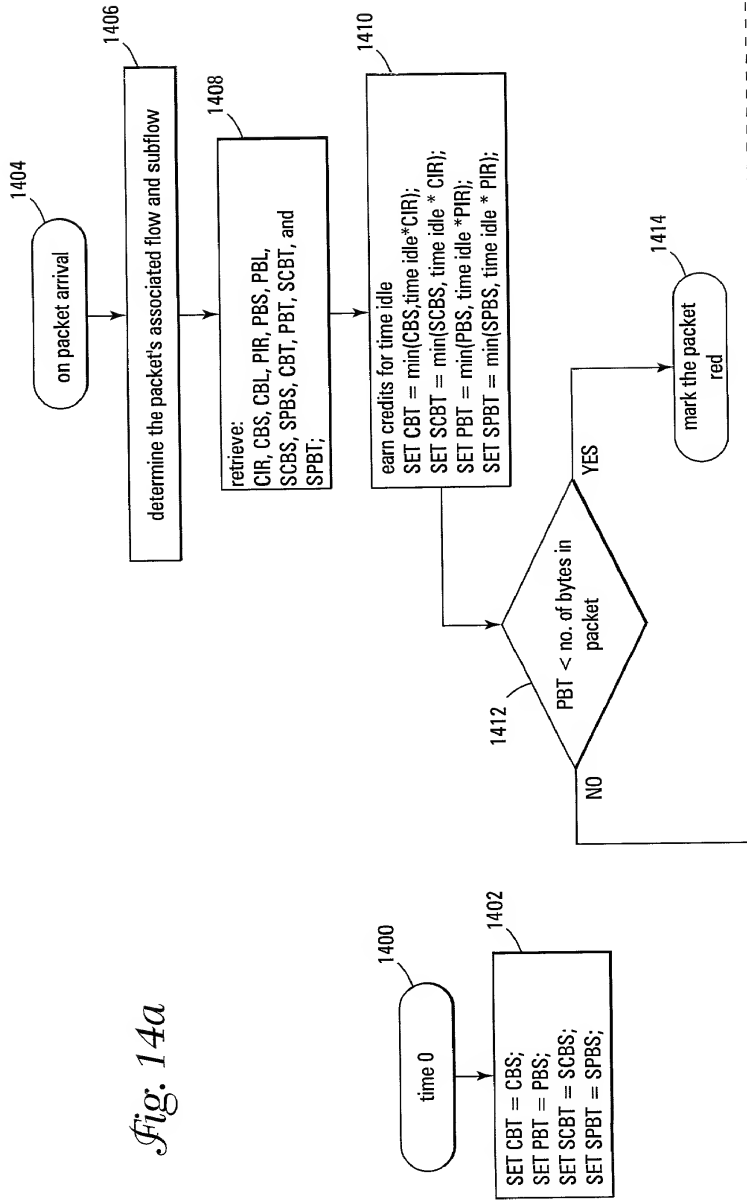 Fig. 14a
1400
time 0
1402
SET CBT = CBS;
SET PBT = PBS;
SET SCBT = SCBS;
SET SPBT = SPBS;
1404
on packet arrival
1406
determine the packet's associated flow and subflow
1408
retrieve:
CIR, CBS, CBL, PIR, PBS, PBL,
SCBS, SPBS, CBT, PBT, SCBT, and
SPBT;
1410
earn credits for time idle
SET CBT = min(CBS,time idle*CIR);
SET SCBT = min(SCBS, time idle * CIR);
SET PBT = min(PBS, time idle *PIR);
SET SPBT = min(SPBS, time idle * PIR);
1412
PBT < no. of bytes in
packet
NO
YES
1414
mark the packet
red